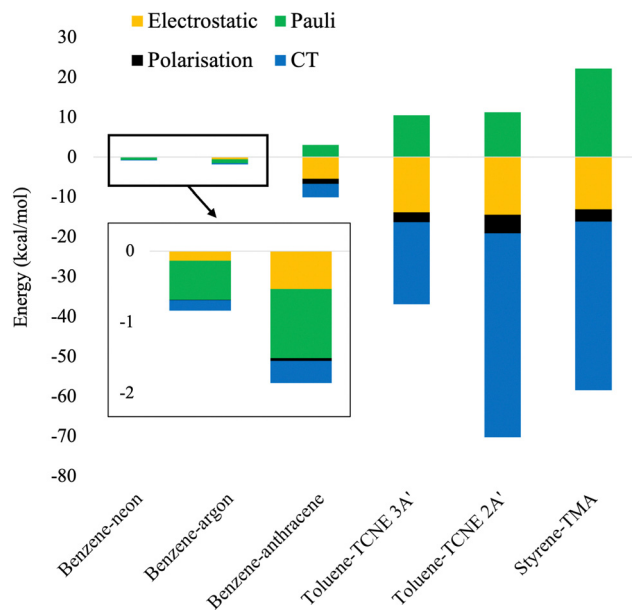 Electrostatic Pauli
Polarisation CT
Energy (kcal/mol)
30
20
10
0
-10
-20
-30
-40
-50
-60
-70
-80
0
-1
-2
Benzene-neon
Benzene-argon
Benzene-anthracene
Toluene-TCNE 3A'
Toluene-TCNE 2A'
Styrene-TMA